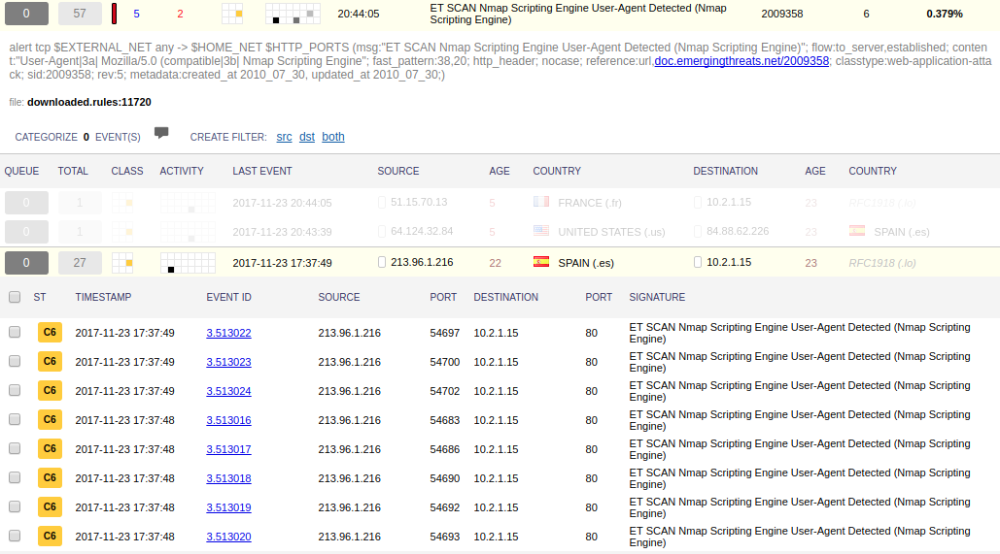 0 57 5 2 20:44:05 ET SCAN Nmap Scripting Engine User-Agent Detected (Nmap 2009358 6 0.379%
Scripting Engine)
alert tcp $EXTERNAL_NET any -> $HOME_NET $HTTP_PORTS (msg:"ET SCAN Nmap Scripting Engine User-Agent Detected (Nmap Scripting Engine)"; flow:to_server,established; conten
t:"User-Agent|3a| Mozilla/5.0 (compatible|3b| Nmap Scripting Engine"; fast_pattern:38,20; http_header; nocase; reference:url,doc.emergingthreats.net/2009358; classtype:web-application-atta
ck; sid:2009358; rev:5; metadata:created_at 2010_07_30, updated_at 2010_07_30;)
file: downloaded.rules:11720
CATEGORIZE 0 EVENT(S) CREATE FILTER: src dst both
QUEUE TOTAL CLASS ACTIVITY LAST EVENT SOURCE AGE COUNTRY DESTINATION AGE COUNTRY
0 1 2017-11-23 20:44:05 51.15.70.13 5 FRANCE (.fr) 10.2.1.15 23 RFC1918 (.lo)
0 1 2017-11-23 20:43:39 64.124.32.84 5 UNITED STATES (.us) 84.88.62.226 23 SPAIN (.es)
0 27 2017-11-23 17:37:49 213.96.1.216 22 SPAIN (.es) 10.2.1.15 23 RFC1918 (.lo)
ST TIMESTAMP EVENT ID SOURCE PORT DESTINATION PORT SIGNATURE
C6 2017-11-23 17:37:49 3.513022 213.96.1.216 54697 10.2.1.15 80 ET SCAN Nmap Scripting Engine User-Agent Detected (Nmap Scripting
Engine)
C6 2017-11-23 17:37:49 3.513023 213.96.1.216 54700 10.2.1.15 80 ET SCAN Nmap Scripting Engine User-Agent Detected (Nmap Scripting
Engine)
C6 2017-11-23 17:37:49 3.513024 213.96.1.216 54702 10.2.1.15 80 ET SCAN Nmap Scripting Engine User-Agent Detected (Nmap Scripting
Engine)
C6 2017-11-23 17:37:48 3.513016 213.96.1.216 54683 10.2.1.15 80 ET SCAN Nmap Scripting Engine User-Agent Detected (Nmap Scripting
Engine)
C6 2017-11-23 17:37:48 3.513017 213.96.1.216 54686 10.2.1.15 80 ET SCAN Nmap Scripting Engine User-Agent Detected (Nmap Scripting
Engine)
C6 2017-11-23 17:37:48 3.513018 213.96.1.216 54690 10.2.1.15 80 ET SCAN Nmap Scripting Engine User-Agent Detected (Nmap Scripting
Engine)
C6 2017-11-23 17:37:48 3.513019 213.96.1.216 54692 10.2.1.15 80 ET SCAN Nmap Scripting Engine User-Agent Detected (Nmap Scripting
Engine)
C6 2017-11-23 17:37:48 3.513020 213.96.1.216 54693 10.2.1.15 80 ET SCAN Nmap Scripting Engine User-Agent Detected (Nmap Scripting
Engine)